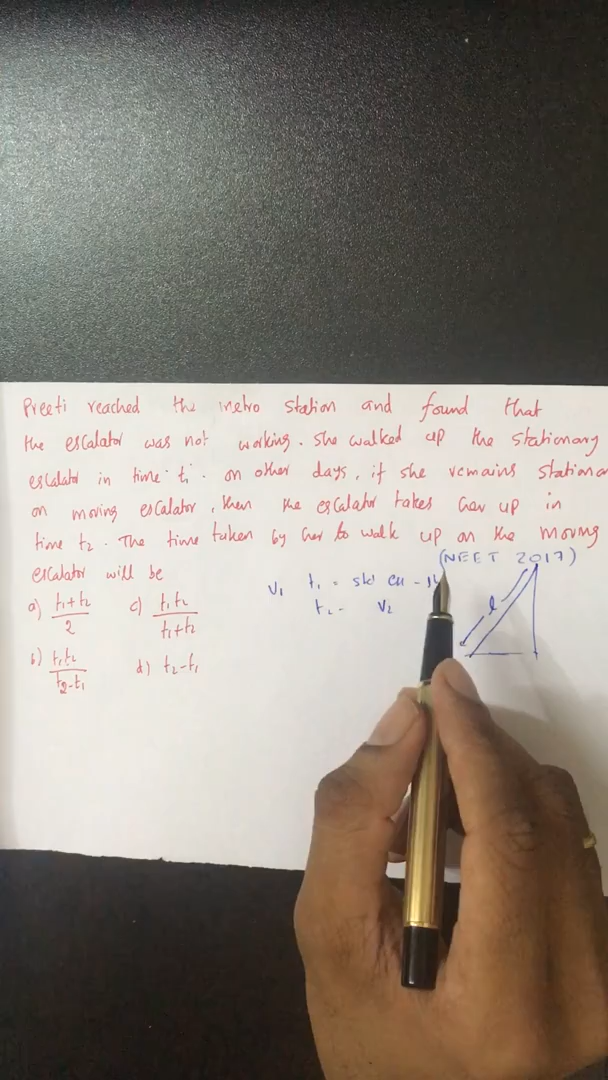 Preeti reached the metro station and found that
the escalator was not working. She walked up the stationary
escalator in time t₁. on other days, if she remains stationa
on moving escalator, then the escalator takes her up in
time t₂. The time taken by her to walk up on the moving
(NEET 2017)
escalator will be
a) (t₁+t₂)/2
c) (t₁t₂)/(t₁+t₂)
b) (t₁t₂)/(t₂-t₁)
d) t₂-t₁
V₁ t₁ =
t₂ - V₂
l